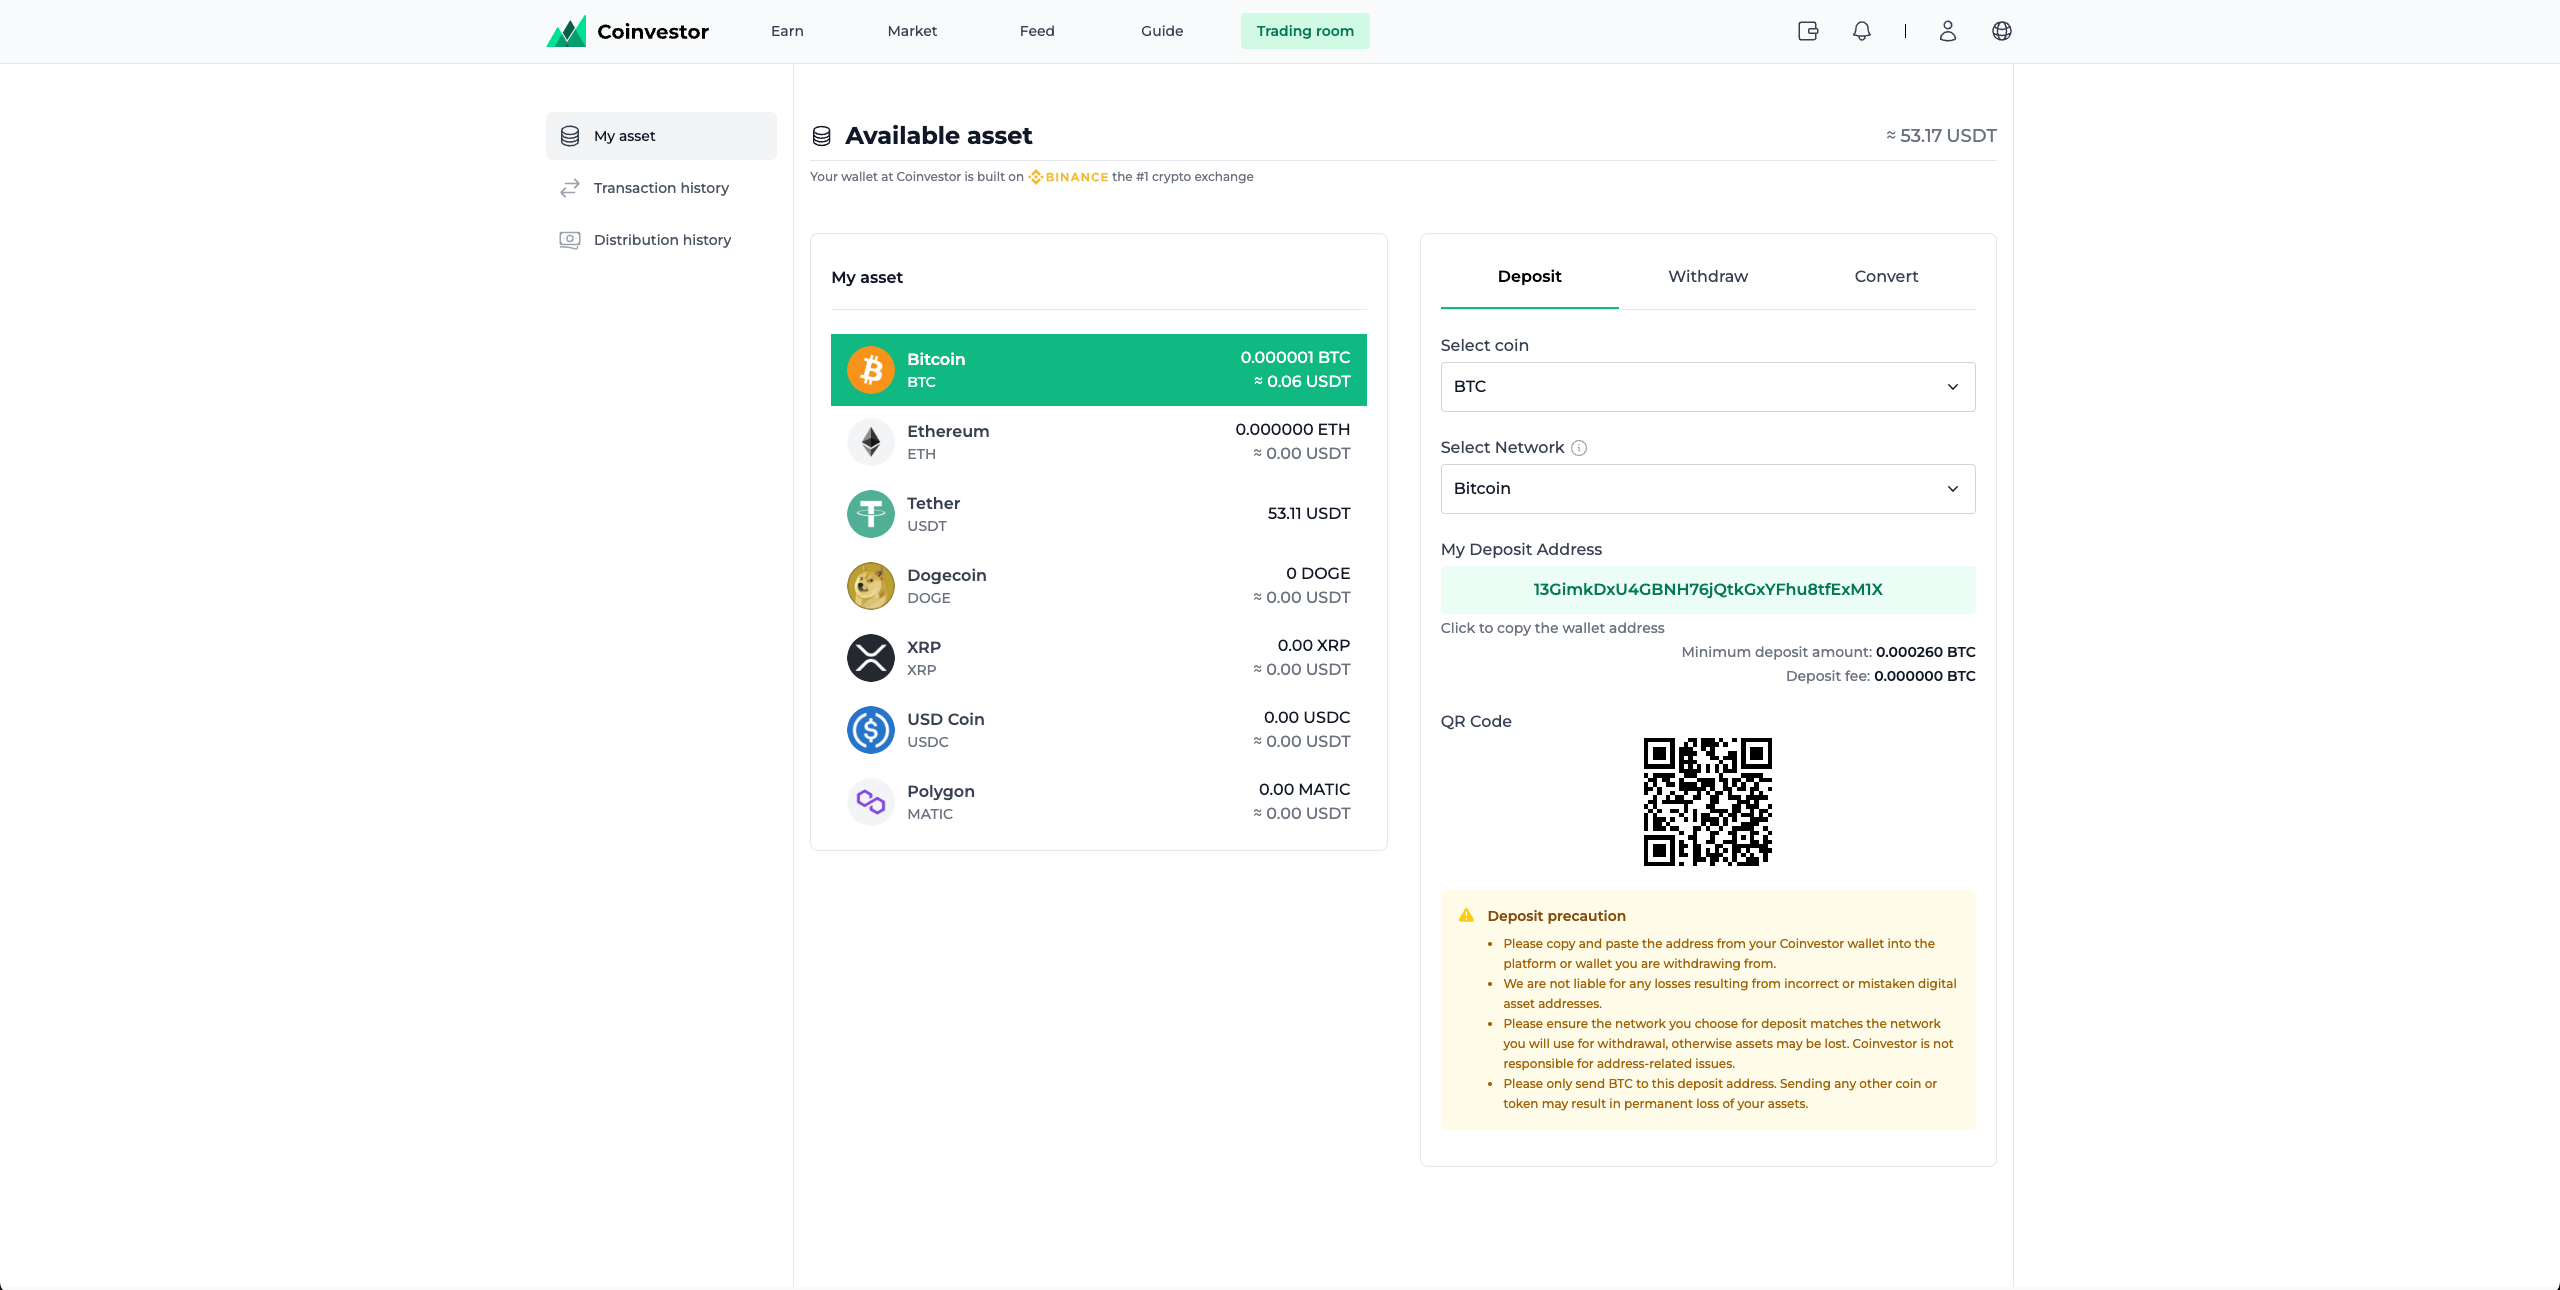 Coinvestor
Earn
Market
Feed
Guide
Trading room
My asset
Transaction history
Distribution history
Available asset
≈ 53.17 USDT
Your wallet at Coinvestor is built on BINANCE the #1 crypto exchange
My asset
Bitcoin
BTC
0.000001 BTC
≈ 0.06 USDT
Ethereum
ETH
0.000000 ETH
≈ 0.00 USDT
Tether
USDT
53.11 USDT
Dogecoin
DOGE
0 DOGE
≈ 0.00 USDT
XRP
XRP
0.00 XRP
≈ 0.00 USDT
USD Coin
USDC
0.00 USDC
≈ 0.00 USDT
Polygon
MATIC
0.00 MATIC
≈ 0.00 USDT
Deposit
Withdraw
Convert
Select coin
BTC
Select Network
Bitcoin
My Deposit Address
13GimkDxU4GBNH76jQtkGxYFhu8tfExM1X
Click to copy the wallet address
Minimum deposit amount: 0.000260 BTC
Deposit fee: 0.000000 BTC
QR Code
Deposit precaution
• Please copy and paste the address from your Coinvestor wallet into the
platform or wallet you are withdrawing from.
• We are not liable for any losses resulting from incorrect or mistaken digital
asset addresses.
• Please ensure the network you choose for deposit matches the network
you will use for withdrawal, otherwise assets may be lost. Coinvestor is not
responsible for address-related issues.
• Please only send BTC to this deposit address. Sending any other coin or
token may result in permanent loss of your assets.